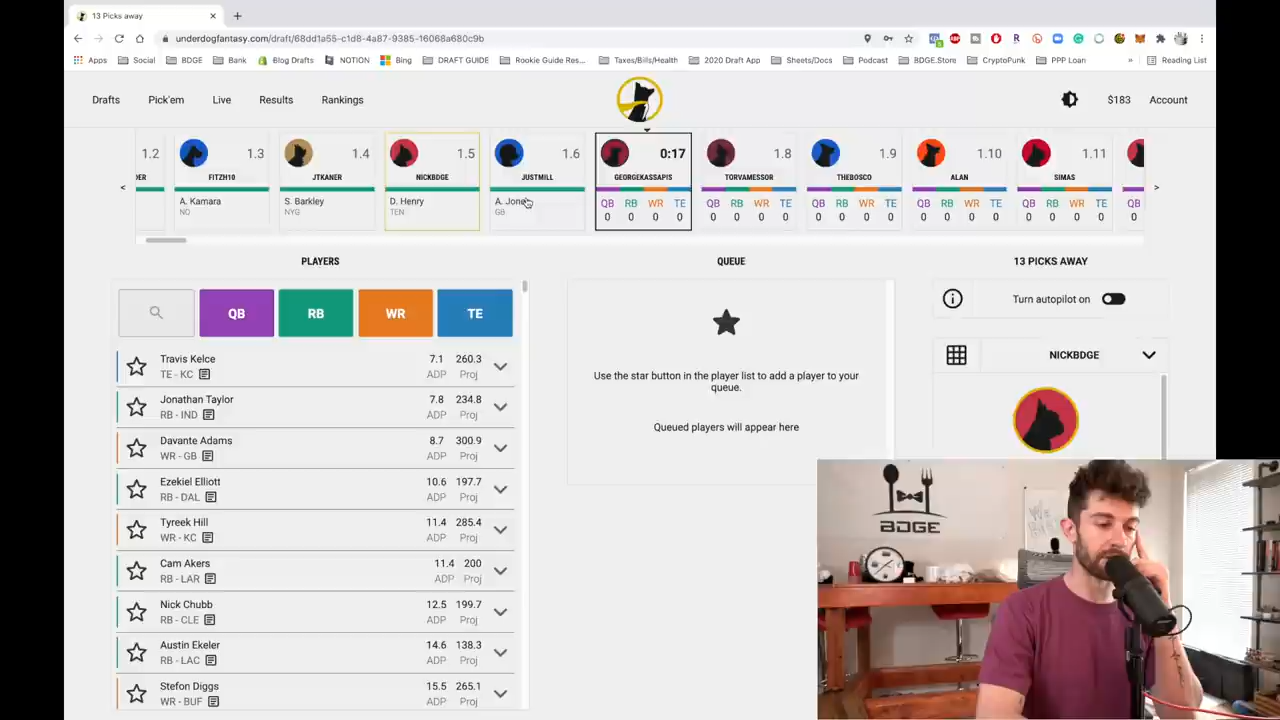 13 Picks away
underdogfantasy.com/draft/68dd1a55-c1d8-4a87-9385-16068a680c9b
Apps Social BDGE Bank Blog Drafts NOTION Bing DRAFT GUIDE Rookie Guide Res... Taxes/Bills/Health 2020 Draft App Sheets/Docs Podcast BDGE.Store CryptoPunk PPP Loan » Reading List
Drafts Pick'em Live Results Rankings $183 Account
1.2 1.3 1.4 1.5 1.6 0:17 1.8 1.9 1.10 1.11
DER FITZH10 JTKANER NICKBDGE JUSTMILL GEORGEKASSAPIS TORVAMESSOR THEBOSCO ALAN SIMAS
A. Kamara S. Barkley D. Henry A. Jones QB RB WR TE QB RB WR TE QB RB WR TE QB RB WR TE QB RB WR TE QB
NO NYG TEN GB 0 0 0 0 0 0 0 0 0 0 0 0 0 0 0 0 0 0 0 0 0
PLAYERS QUEUE 13 PICKS AWAY
QB RB WR TE
Turn autopilot on
NICKBDGE
Use the star button in the player list to add a player to your
queue.
Queued players will appear here
Travis Kelce 7.1 260.3
TE - KC ADP Proj
Jonathan Taylor 7.8 234.8
RB - IND ADP Proj
Davante Adams 8.7 300.9
WR - GB ADP Proj
Ezekiel Elliott 10.6 197.7
RB - DAL ADP Proj
Tyreek Hill 11.4 285.4
WR - KC ADP Proj
Cam Akers 11.4 200
RB - LAR ADP Proj
Nick Chubb 12.5 199.7
RB - CLE ADP Proj
Austin Ekeler 14.6 138.3
RB - LAC ADP Proj
Stefon Diggs 15.5 265.1
WR - BUF ADP Proj
BDGE